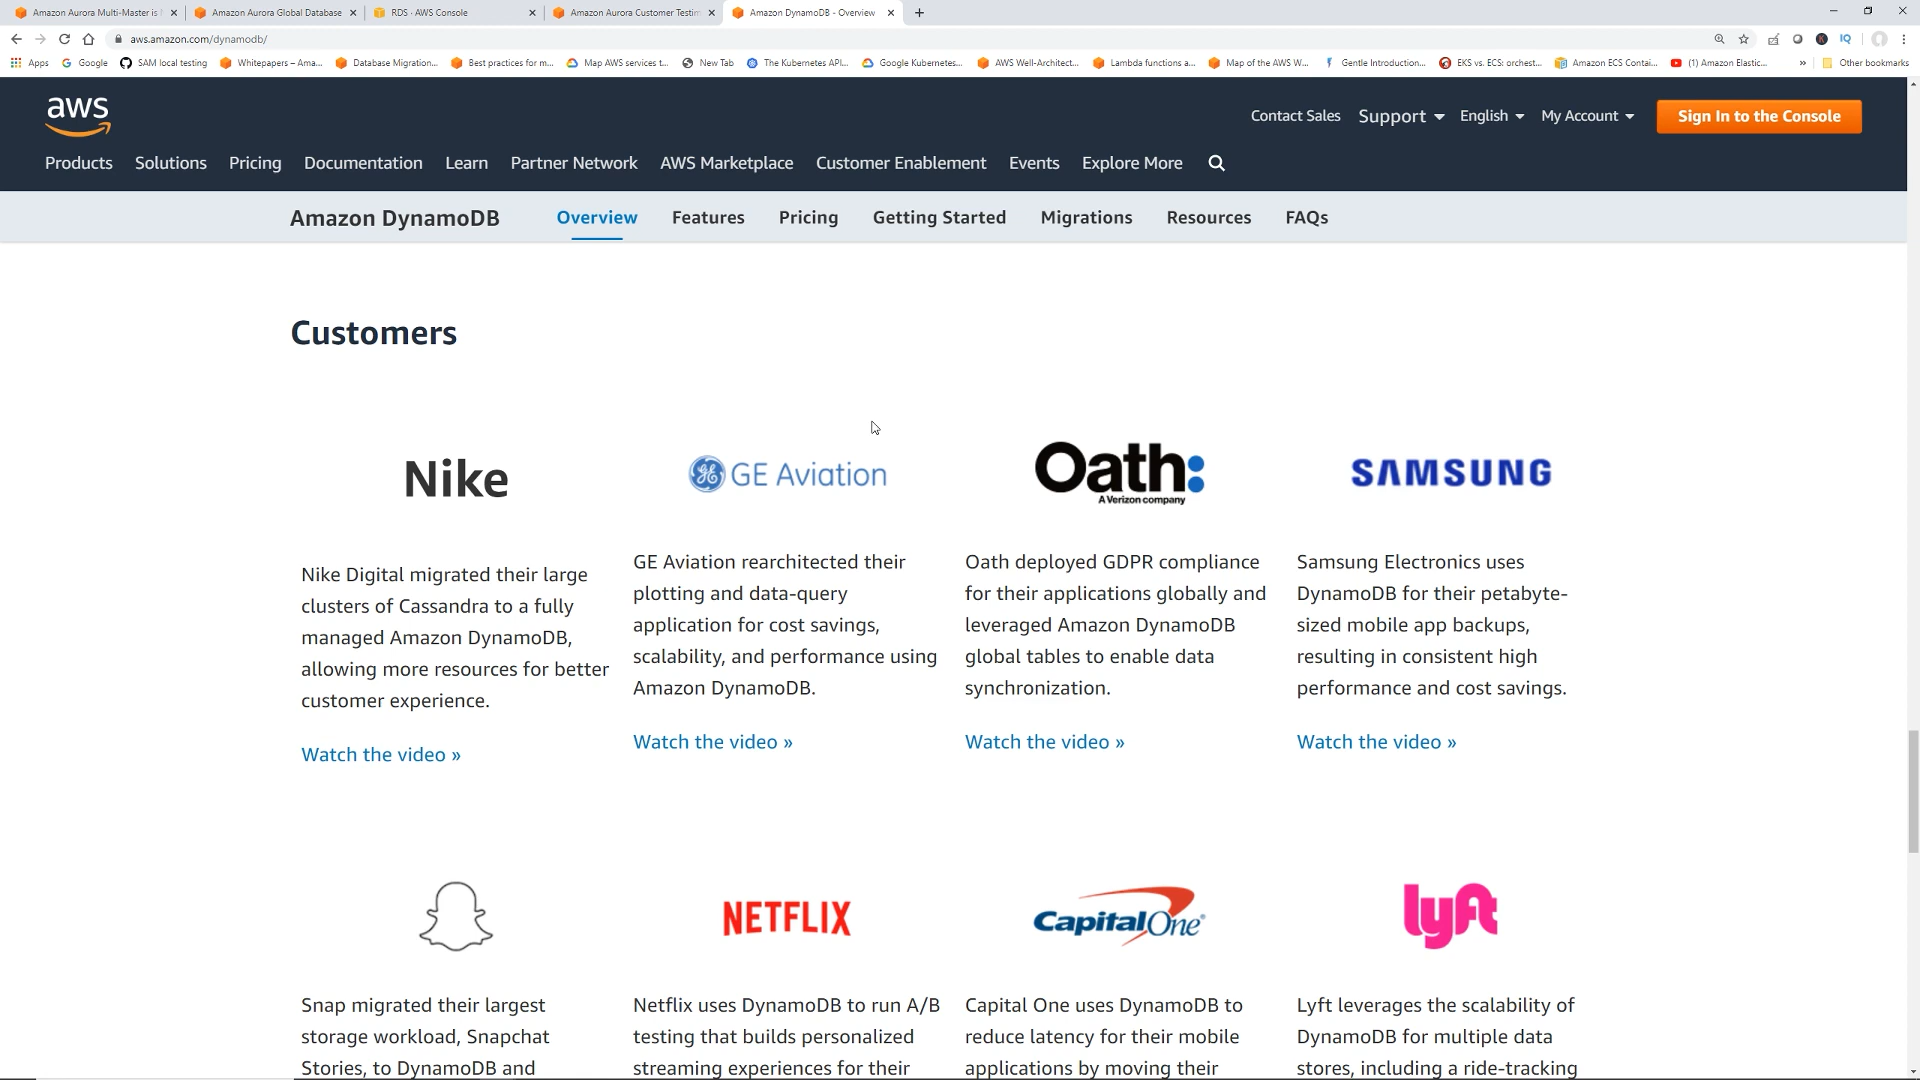 Amazon Aurora Multi-Master is
Amazon Aurora Global Database
RDS · AWS Console
Amazon Aurora Customer Testim
Amazon DynamoDB - Overview
aws.amazon.com/dynamodb/
Apps
Google
SAM local testing
Whitepapers – Ama...
Database Migration...
Best practices for m...
Map AWS services t...
New Tab
The Kubernetes API...
Google Kubernetes...
AWS Well-Architect...
Lambda functions a...
Map of the AWS W...
Gentle Introduction...
EKS vs. ECS: orchest...
Amazon ECS Contai...
(1) Amazon Elastic...
»
Other bookmarks
aws
Contact Sales
Support
English
My Account
Sign In to the Console
Products
Solutions
Pricing
Documentation
Learn
Partner Network
AWS Marketplace
Customer Enablement
Events
Explore More
Amazon DynamoDB
Overview
Features
Pricing
Getting Started
Migrations
Resources
FAQs
Customers
Nike
Nike Digital migrated their large
clusters of Cassandra to a fully
managed Amazon DynamoDB,
allowing more resources for better
customer experience.
Watch the video »
GE Aviation
GE Aviation rearchitected their
plotting and data-query
application for cost savings,
scalability, and performance using
Amazon DynamoDB.
Watch the video »
Oath:
A Verizon company
Oath deployed GDPR compliance
for their applications globally and
leveraged Amazon DynamoDB
global tables to enable data
synchronization.
Watch the video »
SAMSUNG
Samsung Electronics uses
DynamoDB for their petabyte-
sized mobile app backups,
resulting in consistent high
performance and cost savings.
Watch the video »
Snap migrated their largest
storage workload, Snapchat
Stories, to DynamoDB and
NETFLIX
Netflix uses DynamoDB to run A/B
testing that builds personalized
streaming experiences for their
CapitalOne
Capital One uses DynamoDB to
reduce latency for their mobile
applications by moving their
lyft
Lyft leverages the scalability of
DynamoDB for multiple data
stores, including a ride-tracking